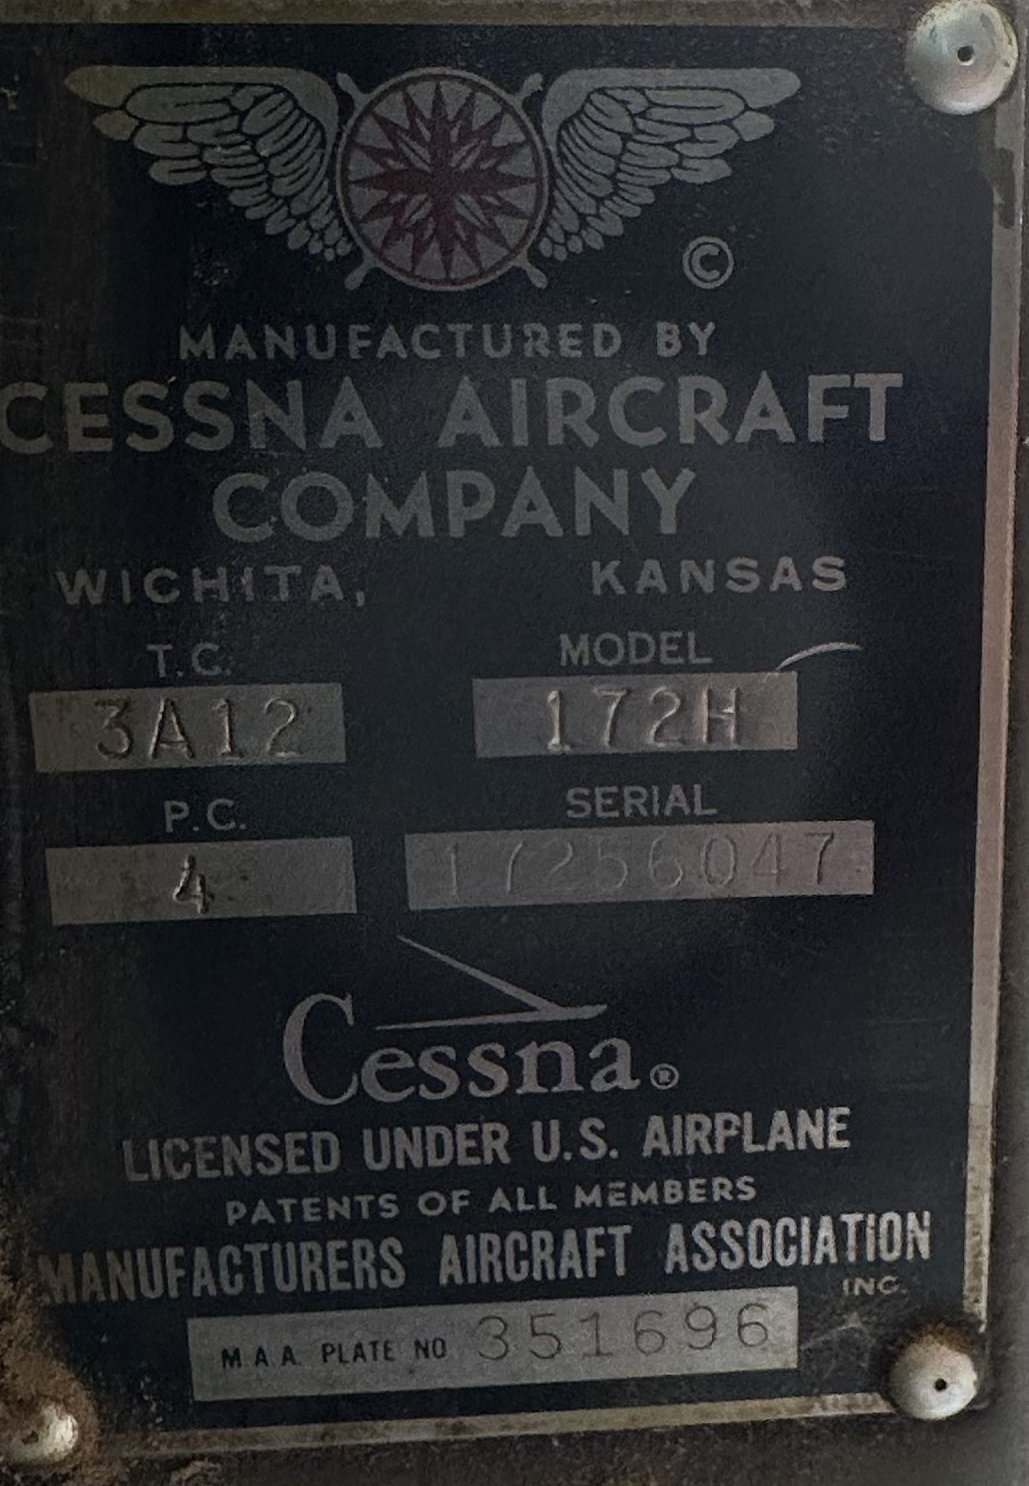 ©
MANUFACTURED BY
CESSNA AIRCRAFT
COMPANY
WICHITA, KANSAS
T.C. MODEL
3A12 172H
P.C. SERIAL
4 17256047
Cessna®
LICENSED UNDER U.S. AIRPLANE
PATENTS OF ALL MEMBERS
MANUFACTURERS AIRCRAFT ASSOCIATION
INC.
M.A.A. PLATE NO 351696